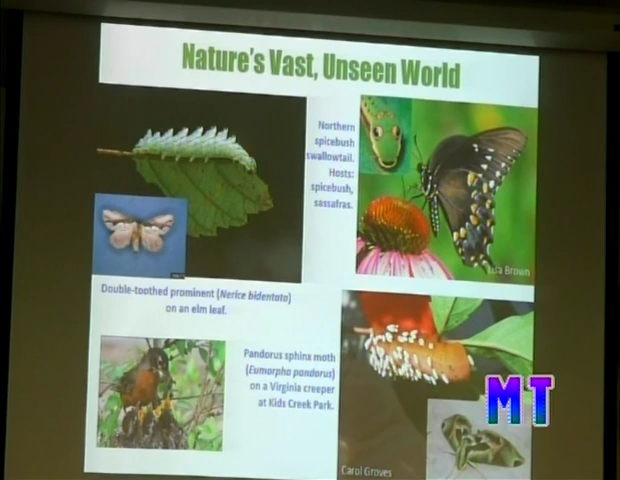 Nature's Vast, Unseen World
Northern
spicebush
swallowtail.
Hosts:
spicebush,
sassafras.
Lisa Brown
Double-toothed prominent (Nerice bidentata)
on an elm leaf.
Pandorus sphinx moth
(Eumorpha pandorus)
on a Virginia creeper
at Kids Creek Park.
Carol Groves
MT